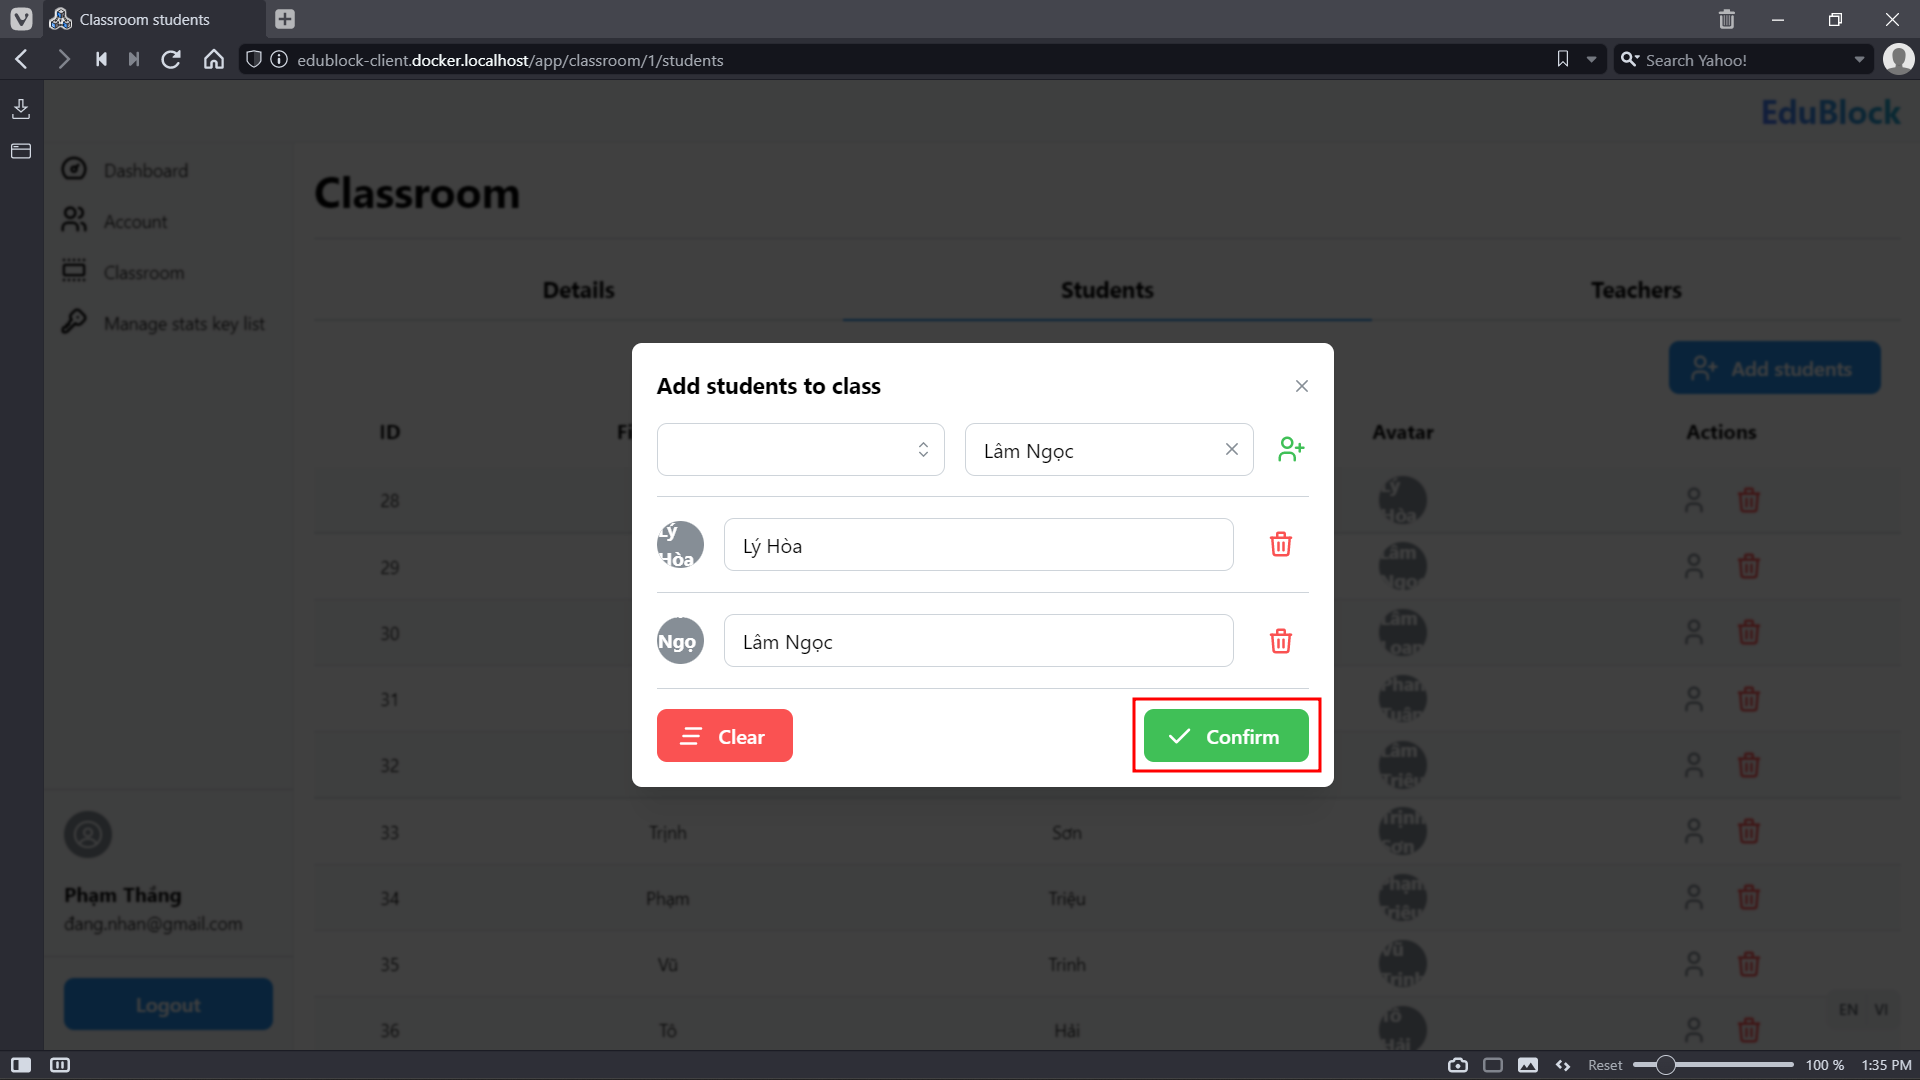 Classroom students
edublock-client.docker.localhost/app/classroom/1/students
Search Yahoo!
EduBlock
Dashboard
Account
Classroom
Manage stats key list
Classroom
Details
Students
Teachers
Add students
Add students to class
Lâm Ngọc
Lý Hòa
Lý Hòa
Ngọ
Lâm Ngọc
Clear
Confirm
ID
Avatar
Actions
28
29
30
31
32
33
Trịnh
Sơn
34
Phạm
Triệu
35
Vũ
Trinh
36
Tô
Hải
Phạm Thắng
đang.nhan@gmail.com
Logout
EN
VI
Reset
100 %
1:35 PM